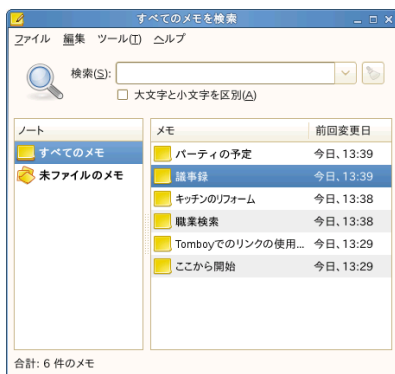 すべてのメモを検索
ファイル 編集 ツール(T) ヘルプ
検索(S):
大文字と小文字を区別(A)
ノート
すべてのメモ
未ファイルのメモ
メモ 前回変更日
パーティの予定 今日、13:39
議事録 今日、13:39
キッチンのリフォーム 今日、13:38
職業検索 今日、13:38
Tomboyでのリンクの使用... 今日、13:29
ここから開始 今日、13:29
合計: 6 件のメモ